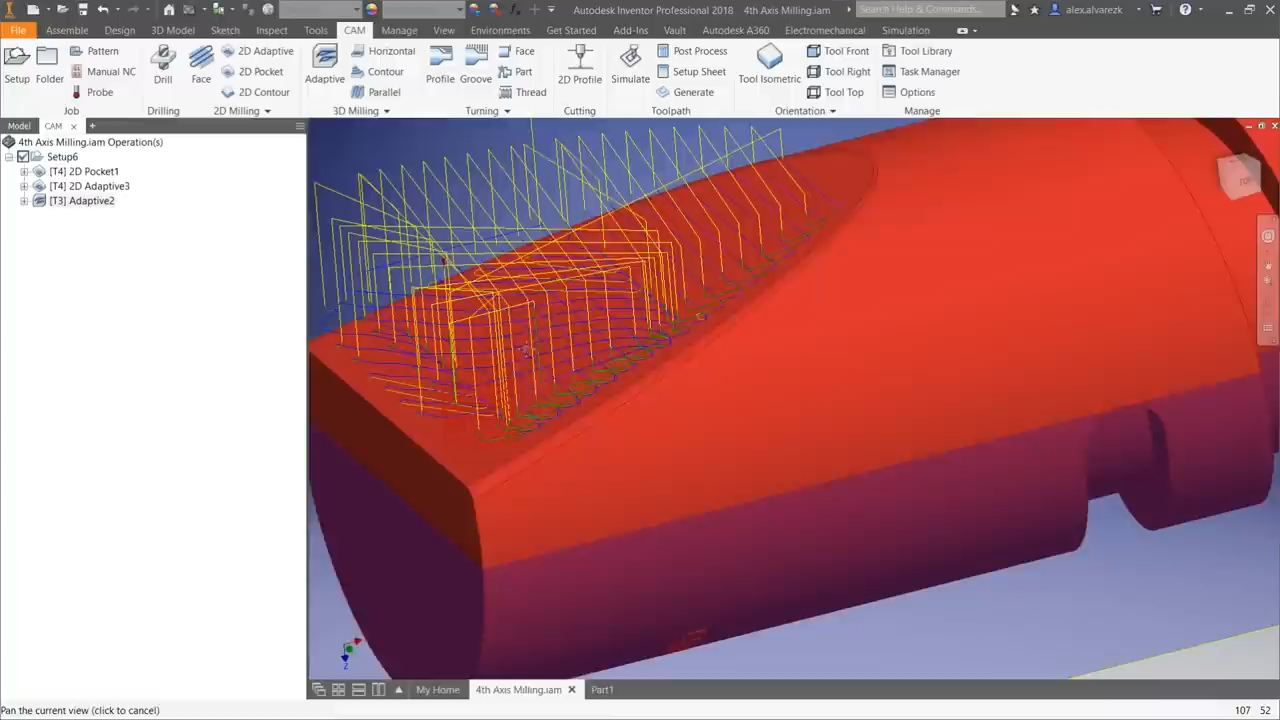 Autodesk Inventor Professional 2018 4th Axis Milling.iam
Search Help & Commands...
alex.alvarezk
File Assemble Design 3D Model Sketch Inspect Tools CAM Manage View Environments Get Started Add-Ins Vault Autodesk A360 Electromechanical Simulation
Setup
Folder
Pattern
Manual NC
Probe
Job
Drill
Drilling
Face
2D Adaptive
2D Pocket
2D Contour
2D Milling
Adaptive
Horizontal
Contour
Parallel
3D Milling
Profile
Groove
Face
Part
Thread
Turning
2D Profile
Cutting
Simulate
Post Process
Setup Sheet
Generate
Toolpath
Tool Isometric
Tool Front
Tool Right
Tool Top
Orientation
Tool Library
Task Manager
Options
Manage
Model CAM
4th Axis Milling.iam Operation(s)
Setup6
[T4] 2D Pocket1
[T4] 2D Adaptive3
[T3] Adaptive2
Z
My Home 4th Axis Milling.iam Part1
Pan the current view (click to cancel) 107 52